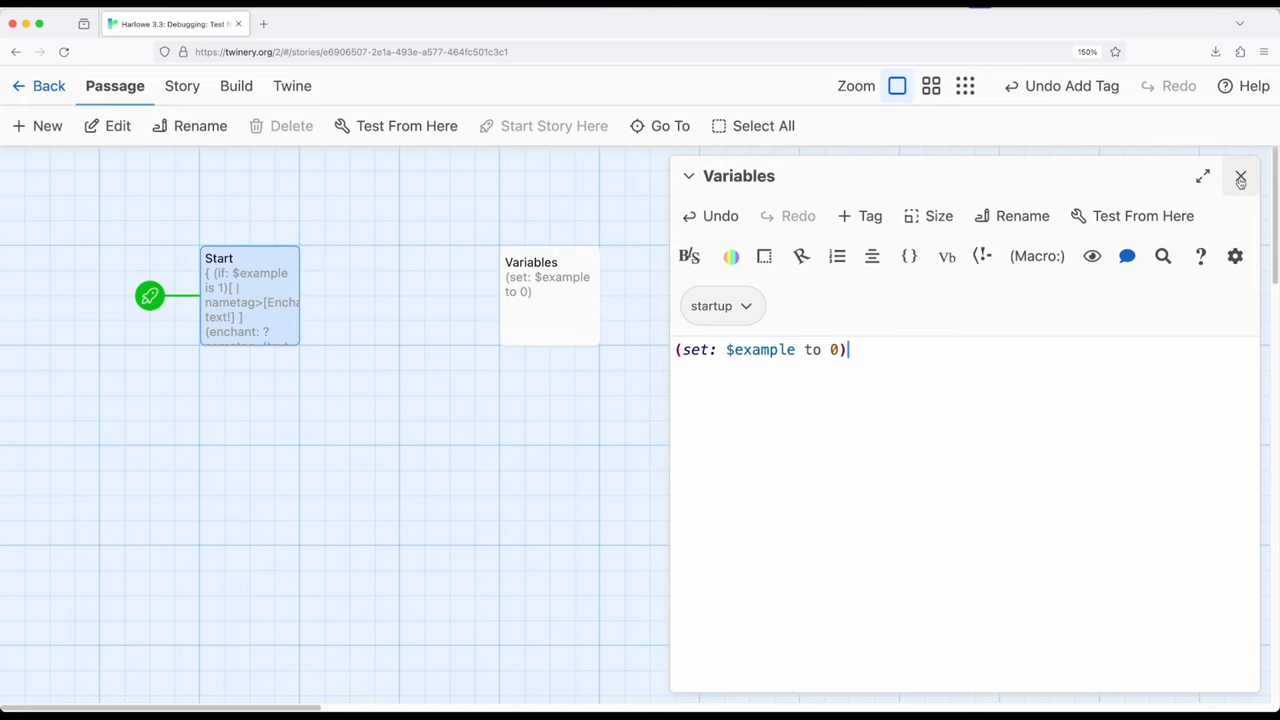 Harlowe 3.3: Debugging: Test f
https://twinery.org/2/#/stories/e6906507-2e1a-493e-a577-464fc501c3c1
150%
Back Passage Story Build Twine Zoom Undo Add Tag Redo Help
New Edit Rename Delete Test From Here Start Story Here Go To Select All
Start
{ (if: $example
is 1)[ |
nametag>[Encha
text!] ]
(enchant: ?
Variables
(set: $example
to 0)
Variables
Undo Redo + Tag Size Rename Test From Here
(Macro:)
startup
(set: $example to 0)